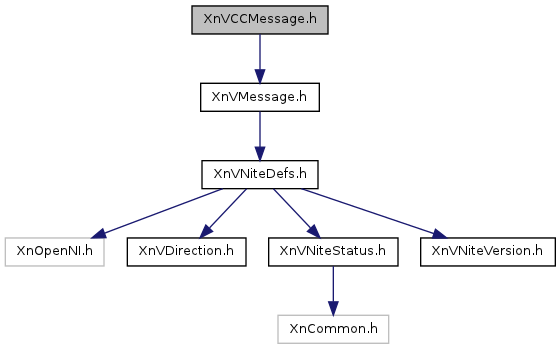 XnVCCMessage.h
XnVMessage.h
XnVNiteDefs.h
XnOpenNI.h
XnVDirection.h
XnVNiteStatus.h
XnVNiteVersion.h
XnCommon.h